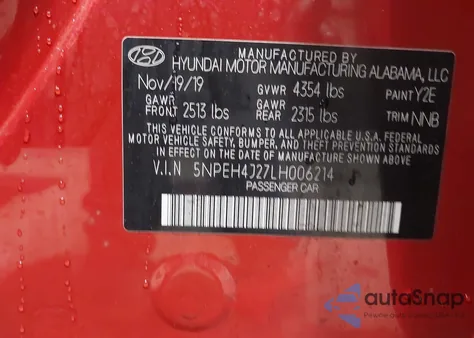 MANUFACTURED BY
HYUNDAI MOTOR MANUFACTURING ALABAMA, LLC
Nov/19/19 GVWR 4354 lbs PAINT Y2E
GAWR FRONT 2513 lbs GAWR REAR 2315 lbs TRIM NNB
THIS VEHICLE CONFORMS TO ALL APPLICABLE U.S.A. FEDERAL
MOTOR VEHICLE SAFETY, BUMPER, AND THEFT PREVENTION STANDARDS
IN EFFECT ON THE DATE OF MANUFACTURE SHOWN ABOVE.
V.I.N 5NPEH4J27LH006214
PASSENGER CAR
autoSnap